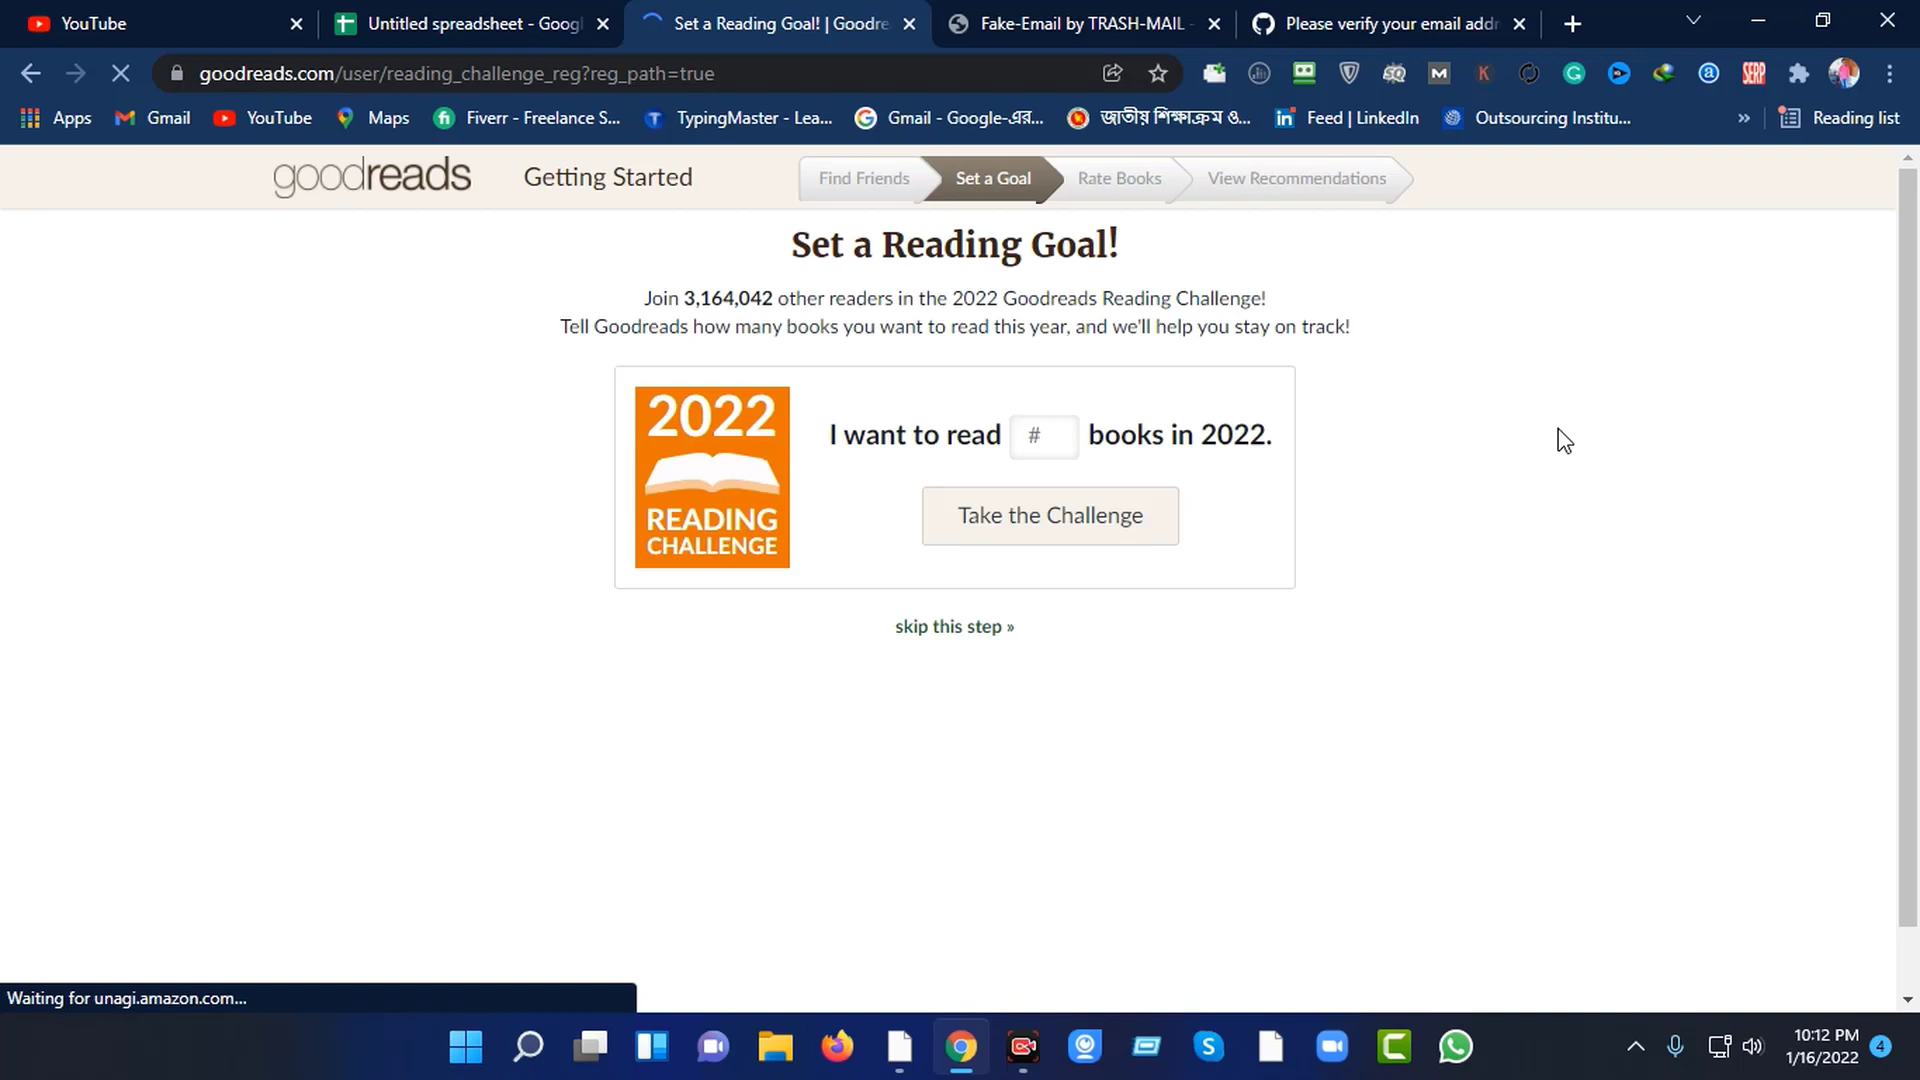 YouTube
Untitled spreadsheet - Googl
Set a Reading Goal! | Goodre
Fake-Email by TRASH-MAIL -
Please verify your email addr
goodreads.com/user/reading_challenge_reg?reg_path=true
Apps
Gmail
YouTube
Maps
Fiverr - Freelance S...
TypingMaster - Lea...
Gmail - Google-এর...
জাতীয় শিক্ষাক্রম ও...
Feed | LinkedIn
Outsourcing Institu...
»
Reading list
goodreads
Getting Started
Find Friends
Set a Goal
Rate Books
View Recommendations
Set a Reading Goal!
Join 3,164,042 other readers in the 2022 Goodreads Reading Challenge!
Tell Goodreads how many books you want to read this year, and we'll help you stay on track!
2022
READING
CHALLENGE
I want to read # books in 2022.
Take the Challenge
skip this step »
Waiting for unagi.amazon.com...
10:12 PM
1/16/2022
4